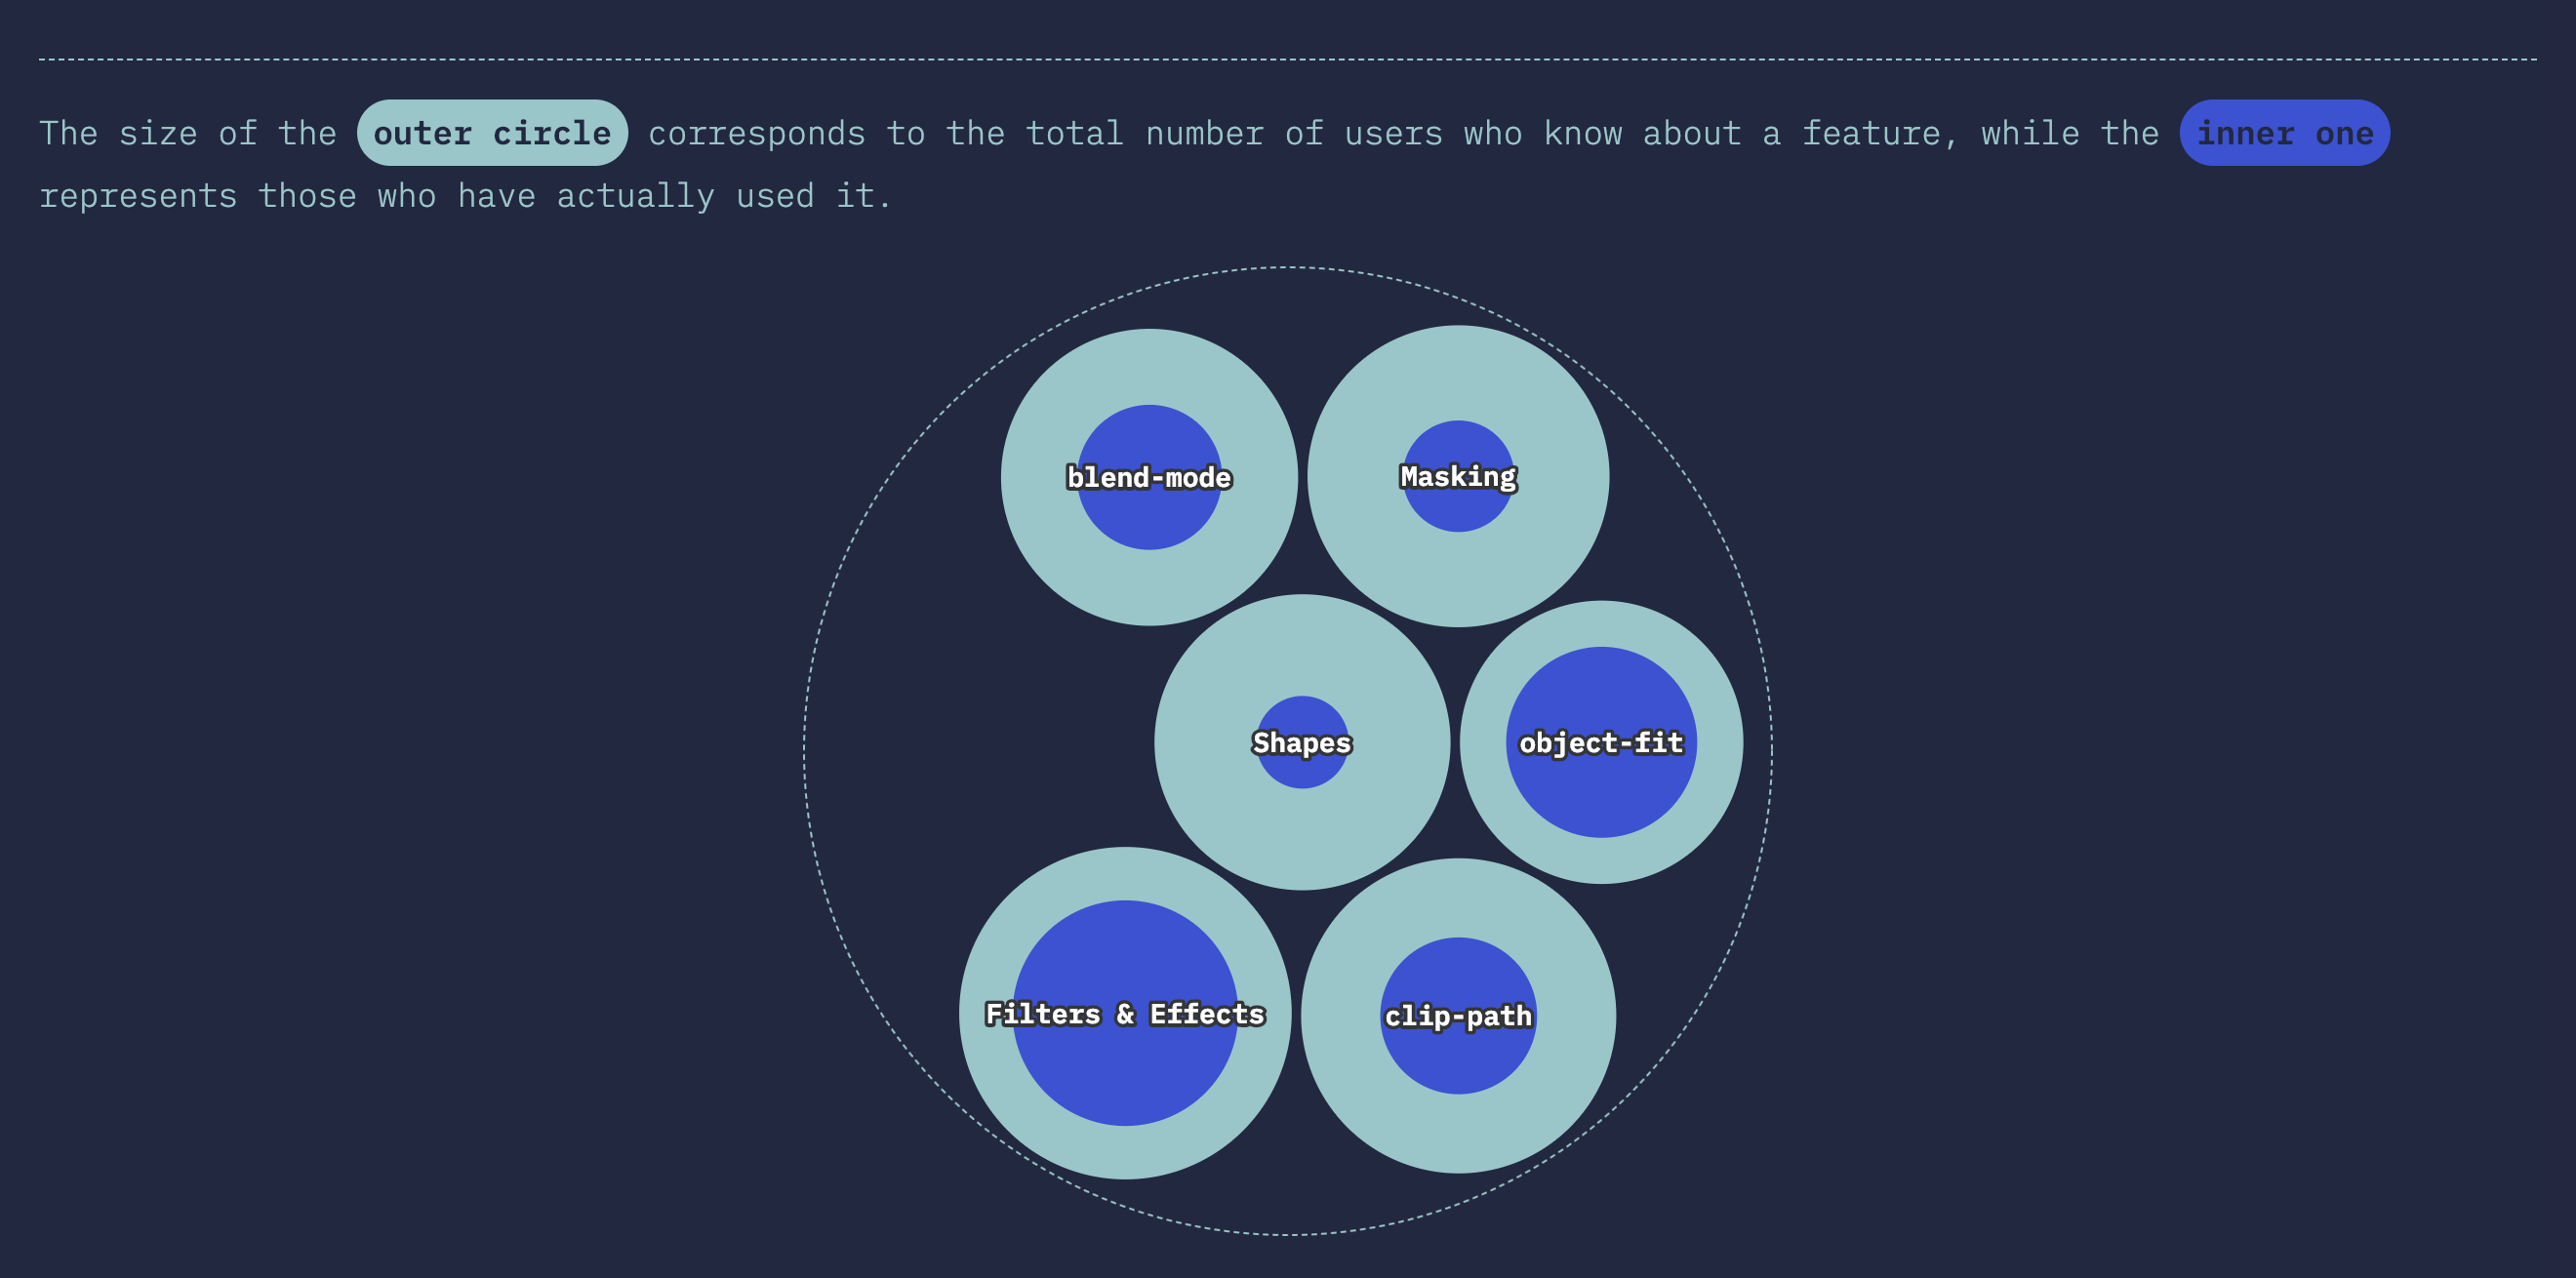 The size of the outer circle corresponds to the total number of users who know about a feature, while the inner one
represents those who have actually used it.
blend-mode
Masking
Shapes
object-fit
Filters & Effects
clip-path